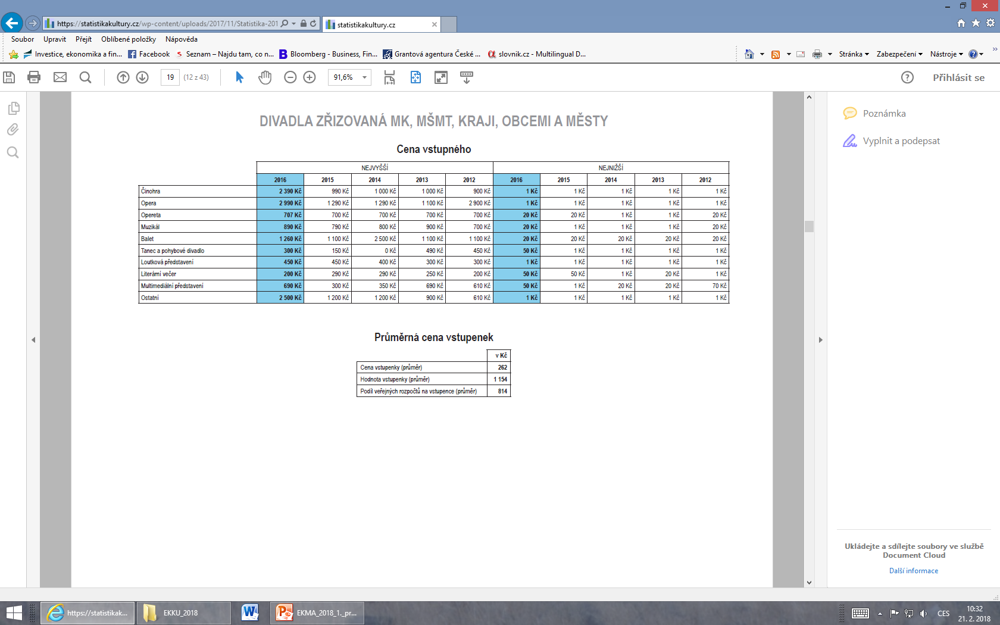 https://statistikakultury.cz/wp-content/uploads/2017/11/Statistika-201
statistikakultury.cz
Soubor Upravit Přejít Oblíbené položky Nápověda
Investice, ekonomika a fin... Facebook Seznam – Najdu tam, co n... Bloomberg - Business, Fin... Grantová agentura České ... slovnik.cz - Multilingual D... Stránka Zabezpečení Nástroje
19 (12 z 43) 91,6% Přihlásit se
Poznámka
Vyplnit a podepsat
DIVADLA ZŘIZOVANÁ MK, MŠMT, KRAJI, OBCEMI A MĚSTY
Cena vstupného
NEJVYŠŠÍ NEJNIŽŠÍ
2016 2015 2014 2013 2012 2016 2015 2014 2013 2012
Činohra 2 390 Kč 990 Kč 1 000 Kč 1 000 Kč 900 Kč 1 Kč 1 Kč 1 Kč 1 Kč 1 Kč
Opera 2 990 Kč 1 290 Kč 1 290 Kč 1 100 Kč 2 900 Kč 1 Kč 1 Kč 1 Kč 1 Kč 1 Kč
Opereta 707 Kč 700 Kč 700 Kč 700 Kč 700 Kč 20 Kč 20 Kč 1 Kč 1 Kč 20 Kč
Muzikál 890 Kč 790 Kč 800 Kč 900 Kč 700 Kč 20 Kč 1 Kč 1 Kč 1 Kč 20 Kč
Balet 1 260 Kč 1 100 Kč 2 500 Kč 1 100 Kč 1 100 Kč 20 Kč 20 Kč 20 Kč 20 Kč 20 Kč
Tanec a pohybové divadlo 300 Kč 150 Kč 0 Kč 490 Kč 450 Kč 50 Kč 1 Kč 1 Kč 1 Kč 1 Kč
Loutková představení 450 Kč 450 Kč 400 Kč 300 Kč 300 Kč 1 Kč 1 Kč 1 Kč 1 Kč 1 Kč
Literární večer 200 Kč 290 Kč 290 Kč 250 Kč 200 Kč 50 Kč 50 Kč 1 Kč 20 Kč 1 Kč
Multimediální představení 690 Kč 300 Kč 350 Kč 690 Kč 610 Kč 50 Kč 1 Kč 20 Kč 20 Kč 70 Kč
Ostatní 2 500 Kč 1 200 Kč 1 200 Kč 900 Kč 610 Kč 1 Kč 1 Kč 1 Kč 1 Kč 1 Kč
Průměrná cena vstupenek
v Kč
Cena vstupenky (průměr) 262
Hodnota vstupenky (průměr) 1 154
Podíl veřejných rozpočtů na vstupence (průměr) 814
Ukládejte a sdílejte soubory ve službě
Document Cloud
Další informace
https://statistikak... EKKU_2018 EKMA_2018_1._pr... CES
10:32
21. 2. 2018